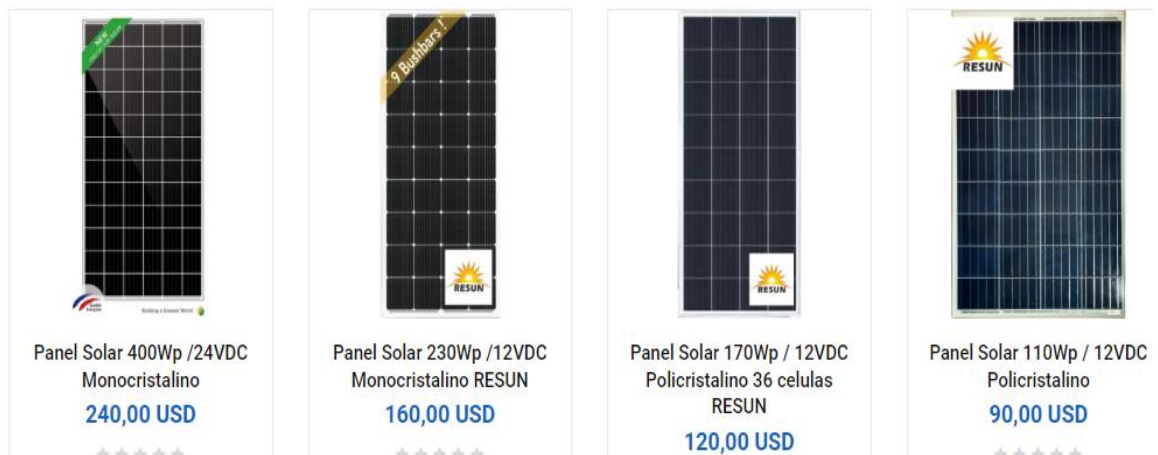 NEW
Panel Solar 400Wp /24VDC
Monocristalino
240,00 USD
9 Bushbars !
RESUN
Panel Solar 230Wp /12VDC
Monocristalino RESUN
160,00 USD
RESUN
Panel Solar 170Wp / 12VDC
Policristalino 36 celulas
RESUN
120,00 USD
RESUN
Panel Solar 110Wp / 12VDC
Policristalino
90,00 USD